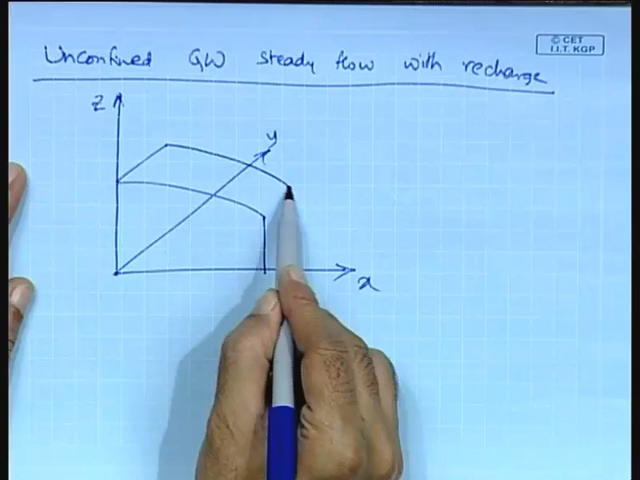 © CET
I.I.T. KGP
Unconfined GW steady flow with recharge
z
y
x